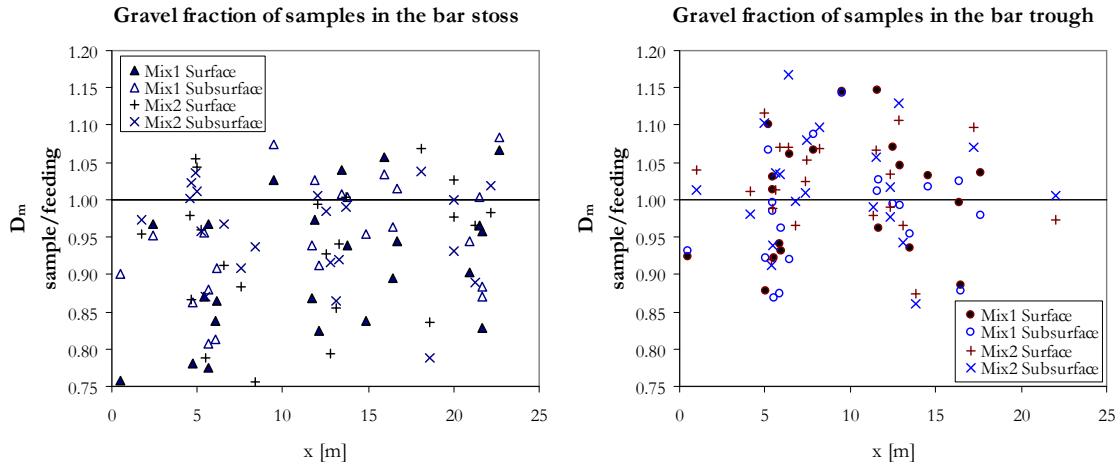 Gravel fraction of samples in the bar stoss
1.20
1.15
1.10
1.05
1.00
0.95
0.90
0.85
0.80
0.75
D m
sample/feeding
Mix1 Surface
Mix1 Subsurface
Mix2 Surface
Mix2 Subsurface
0 5 10 15 20 25
x [m]
Gravel fraction of samples in the bar trough
1.20
1.15
1.10
1.05
1.00
0.95
0.90
0.85
0.80
0.75
D m
sample/feeding
Mix1 Surface
Mix1 Subsurface
Mix2 Surface
Mix2 Subsurface
0 5 10 15 20 25
x [m]